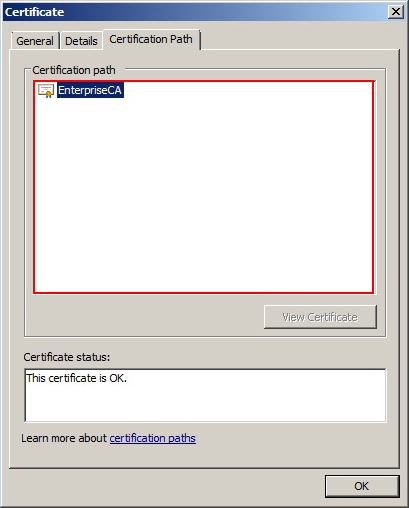 Certificate
General Details Certification Path
Certification path
EnterpriseCA
View Certificate
Certificate status:
This certificate is OK.
Learn more about certification paths
OK